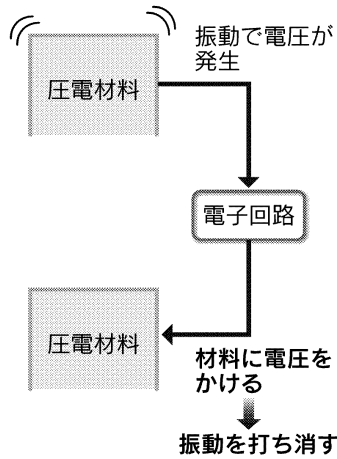 振動で電圧が
発生
圧電材料
電子回路
圧電材料
材料に電圧を
かける
振動を打ち消す